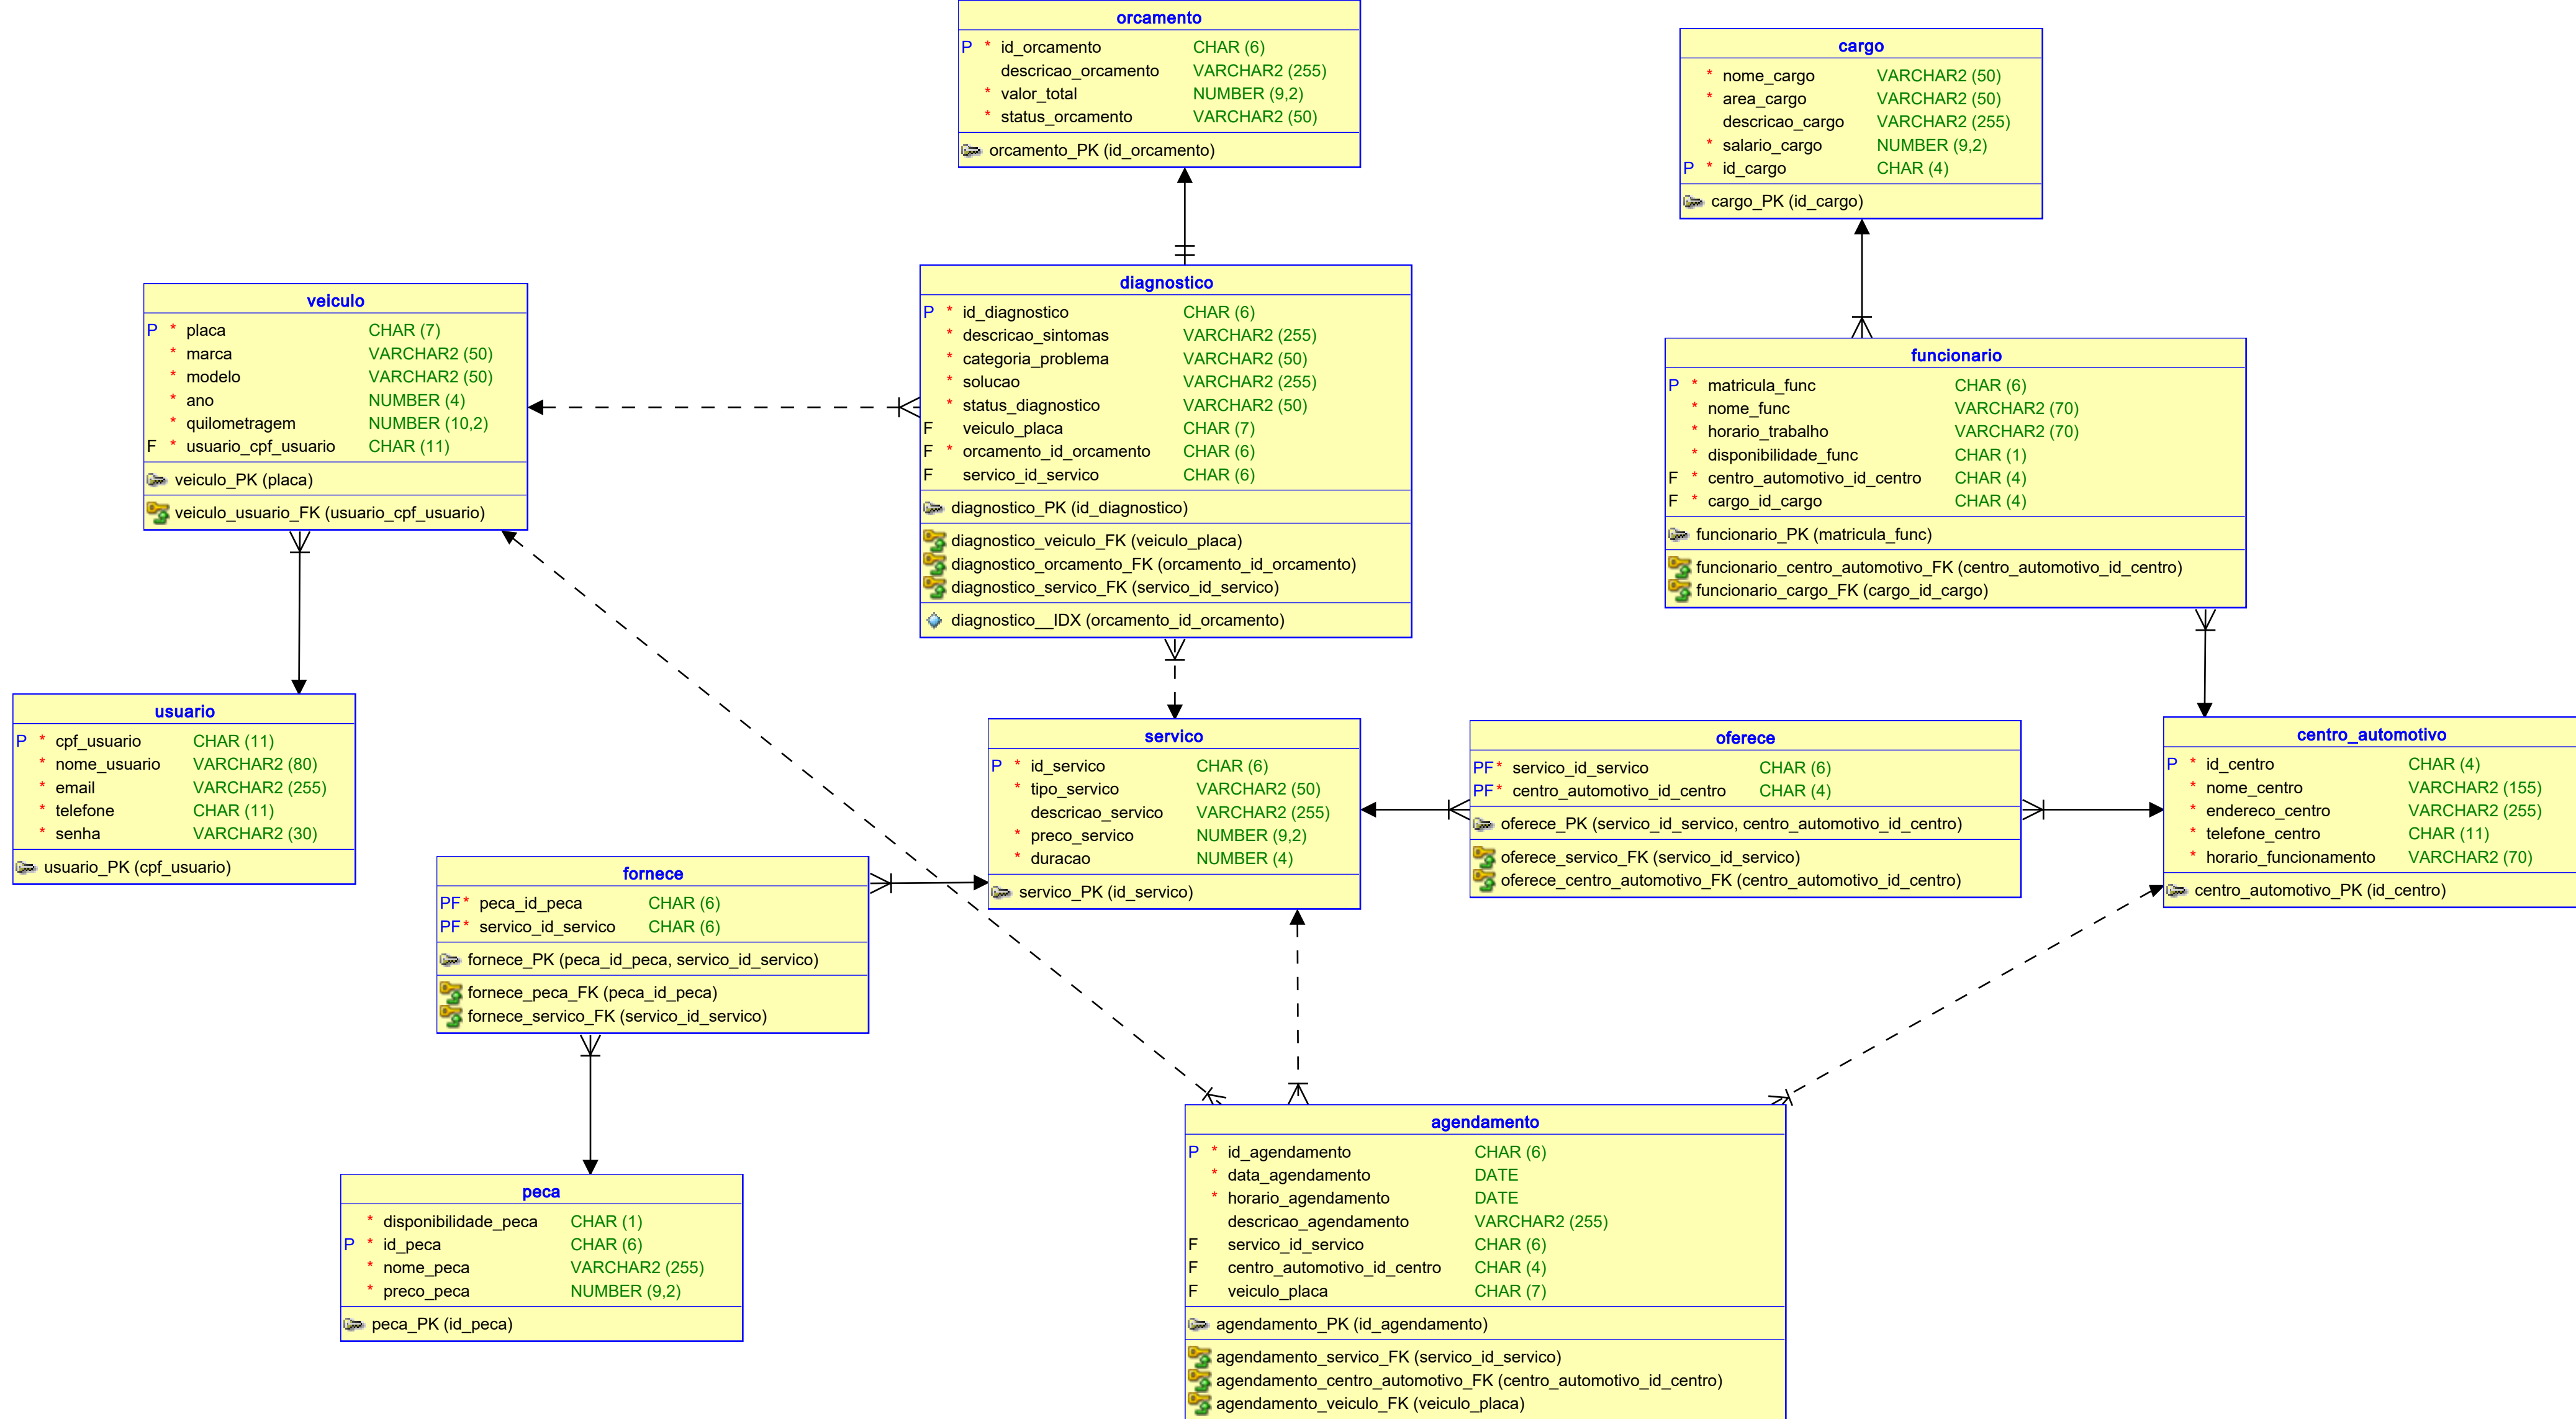 orcamento
P * id_orcamento CHAR (6)
descricao_orcamento VARCHAR2 (255)
* valor_total NUMBER (9,2)
* status_orcamento VARCHAR2 (50)
orcamento_PK (id_orcamento)
cargo
* nome_cargo VARCHAR2 (50)
* area_cargo VARCHAR2 (50)
descricao_cargo VARCHAR2 (255)
* salario_cargo NUMBER (9,2)
P * id_cargo CHAR (4)
cargo_PK (id_cargo)
veiculo
P * placa CHAR (7)
* marca VARCHAR2 (50)
* modelo VARCHAR2 (50)
* ano NUMBER (4)
* quilometragem NUMBER (10,2)
F * usuario_cpf_usuario CHAR (11)
veiculo_PK (placa)
veiculo_usuario_FK (usuario_cpf_usuario)
diagnostico
P * id_diagnostico CHAR (6)
* descricao_sintomas VARCHAR2 (255)
* categoria_problema VARCHAR2 (50)
* solucao VARCHAR2 (255)
* status_diagnostico VARCHAR2 (50)
F veiculo_placa CHAR (7)
F * orcamento_id_orcamento CHAR (6)
F servico_id_servico CHAR (6)
diagnostico_PK (id_diagnostico)
diagnostico_veiculo_FK (veiculo_placa)
diagnostico_orcamento_FK (orcamento_id_orcamento)
diagnostico_servico_FK (servico_id_servico)
diagnostico__IDX (orcamento_id_orcamento)
funcionario
P * matricula_func CHAR (6)
* nome_func VARCHAR2 (70)
* horario_trabalho VARCHAR2 (70)
* disponibilidade_func CHAR (1)
F * centro_automotivo_id_centro CHAR (4)
F * cargo_id_cargo CHAR (4)
funcionario_PK (matricula_func)
funcionario_centro_automotivo_FK (centro_automotivo_id_centro)
funcionario_cargo_FK (cargo_id_cargo)
usuario
P * cpf_usuario CHAR (11)
* nome_usuario VARCHAR2 (80)
* email VARCHAR2 (255)
* telefone CHAR (11)
* senha VARCHAR2 (30)
usuario_PK (cpf_usuario)
servico
P * id_servico CHAR (6)
* tipo_servico VARCHAR2 (50)
descricao_servico VARCHAR2 (255)
* preco_servico NUMBER (9,2)
* duracao NUMBER (4)
servico_PK (id_servico)
oferece
PF * servico_id_servico CHAR (6)
PF * centro_automotivo_id_centro CHAR (4)
oferece_PK (servico_id_servico, centro_automotivo_id_centro)
oferece_servico_FK (servico_id_servico)
oferece_centro_automotivo_FK (centro_automotivo_id_centro)
centro_automotivo
P * id_centro CHAR (4)
* nome_centro VARCHAR2 (155)
* endereco_centro VARCHAR2 (255)
* telefone_centro CHAR (11)
* horario_funcionamento VARCHAR2 (70)
centro_automotivo_PK (id_centro)
fornece
PF * peca_id_peca CHAR (6)
PF * servico_id_servico CHAR (6)
fornece_PK (peca_id_peca, servico_id_servico)
fornece_peca_FK (peca_id_peca)
fornece_servico_FK (servico_id_servico)
peca
* disponibilidade_peca CHAR (1)
P * id_peca CHAR (6)
* nome_peca VARCHAR2 (255)
* preco_peca NUMBER (9,2)
peca_PK (id_peca)
agendamento
P * id_agendamento CHAR (6)
* data_agendamento DATE
* horario_agendamento DATE
descricao_agendamento VARCHAR2 (255)
F servico_id_servico CHAR (6)
F centro_automotivo_id_centro CHAR (4)
F veiculo_placa CHAR (7)
agendamento_PK (id_agendamento)
agendamento_servico_FK (servico_id_servico)
agendamento_centro_automotivo_FK (centro_automotivo_id_centro)
agendamento_veiculo_FK (veiculo_placa)